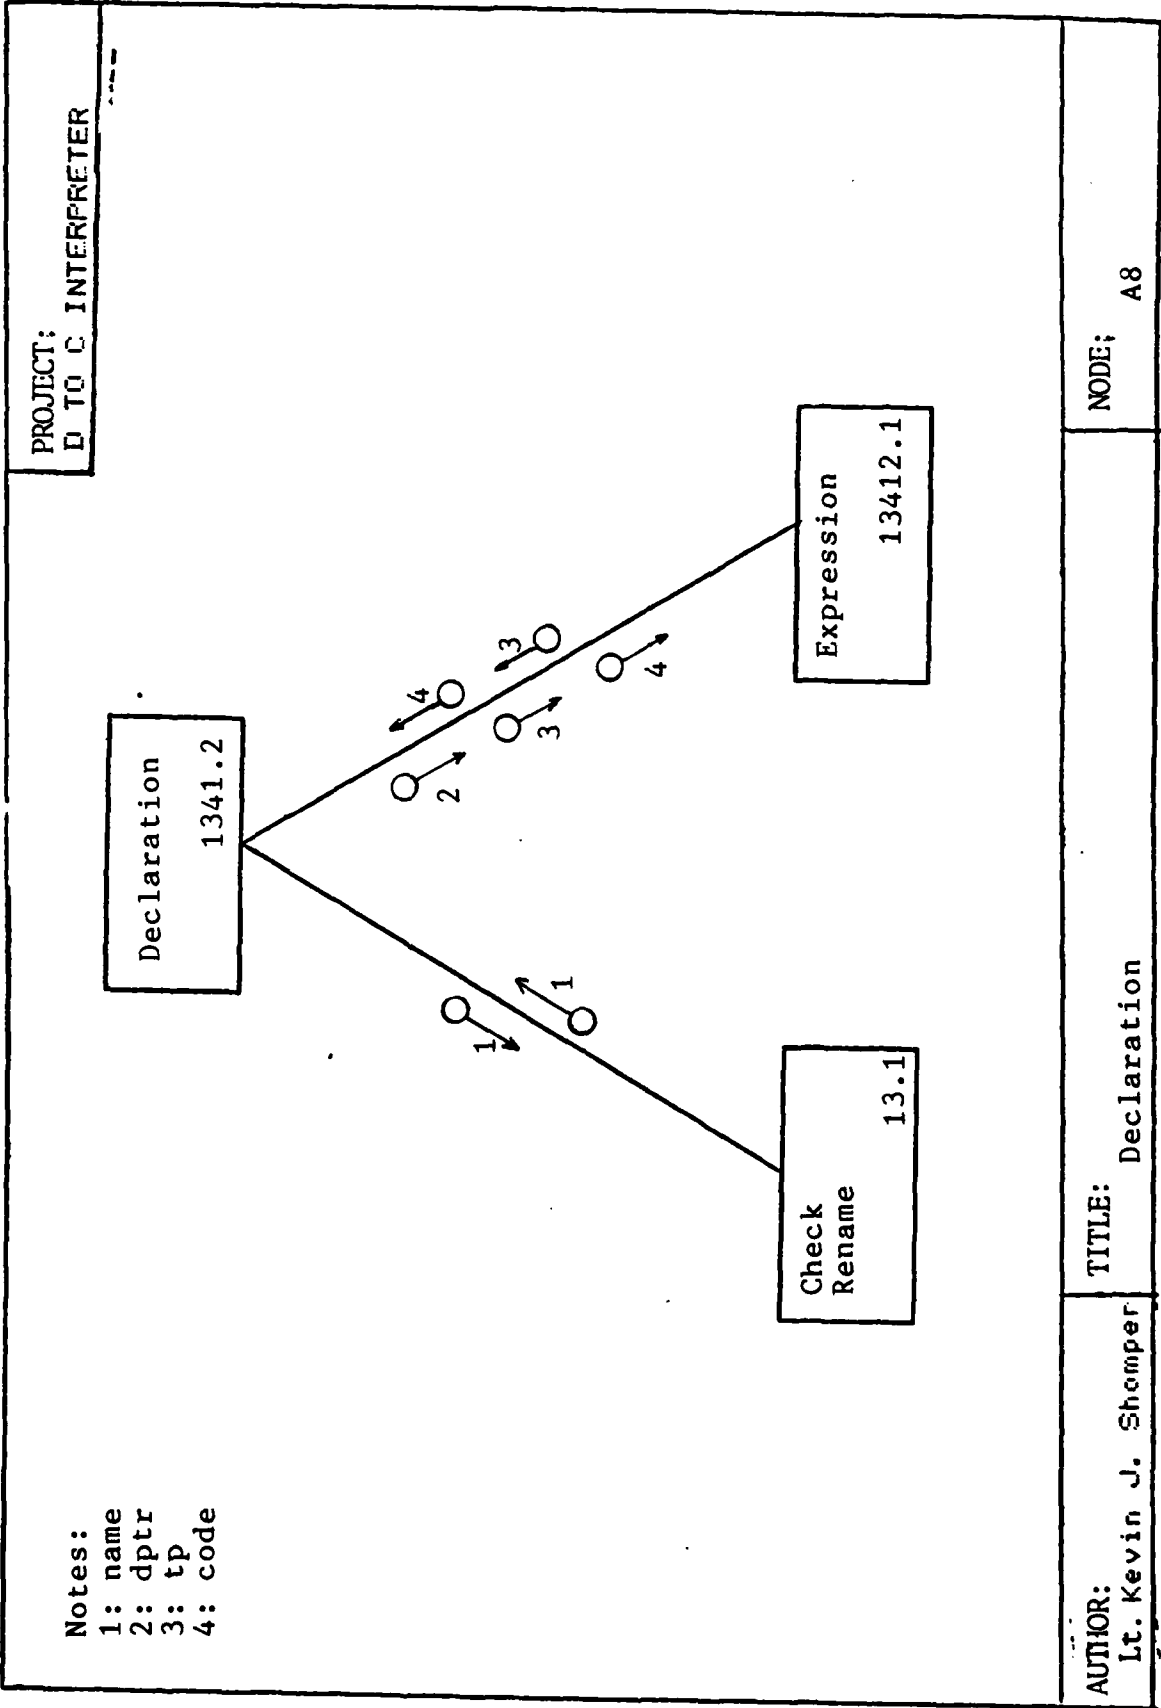 PROJECT:
D TO C INTERPRETER
Notes:
1: name
2: dptr
3: tp
4: code
Declaration
1341.2
1
1
2
4
3
3
4
Check
Rename
13.1
Expression
13412.1
AUTHOR:
Lt. Kevin J. Shomper
TITLE:
Declaration
NODE:
A8